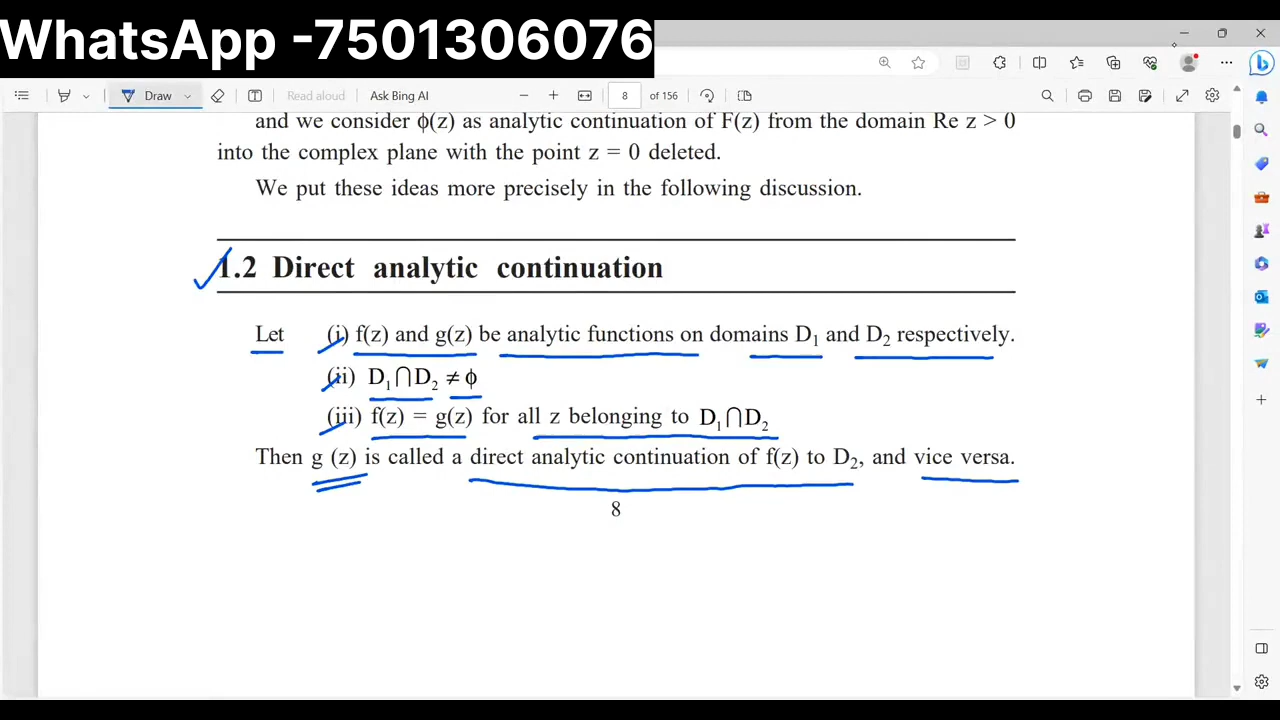 WhatsApp -7501306076
Draw
Read aloud
Ask Bing AI
8 of 156
and we consider ϕ(z) as analytic continuation of F(z) from the domain Re z > 0
into the complex plane with the point z = 0 deleted.
We put these ideas more precisely in the following discussion.
1.2 Direct analytic continuation
Let (i) f(z) and g(z) be analytic functions on domains D₁ and D₂ respectively.
(ii) D₁⋂D₂ ≠ ϕ
(iii) f(z) = g(z) for all z belonging to D₁⋂D₂
Then g (z) is called a direct analytic continuation of f(z) to D₂, and vice versa.
8